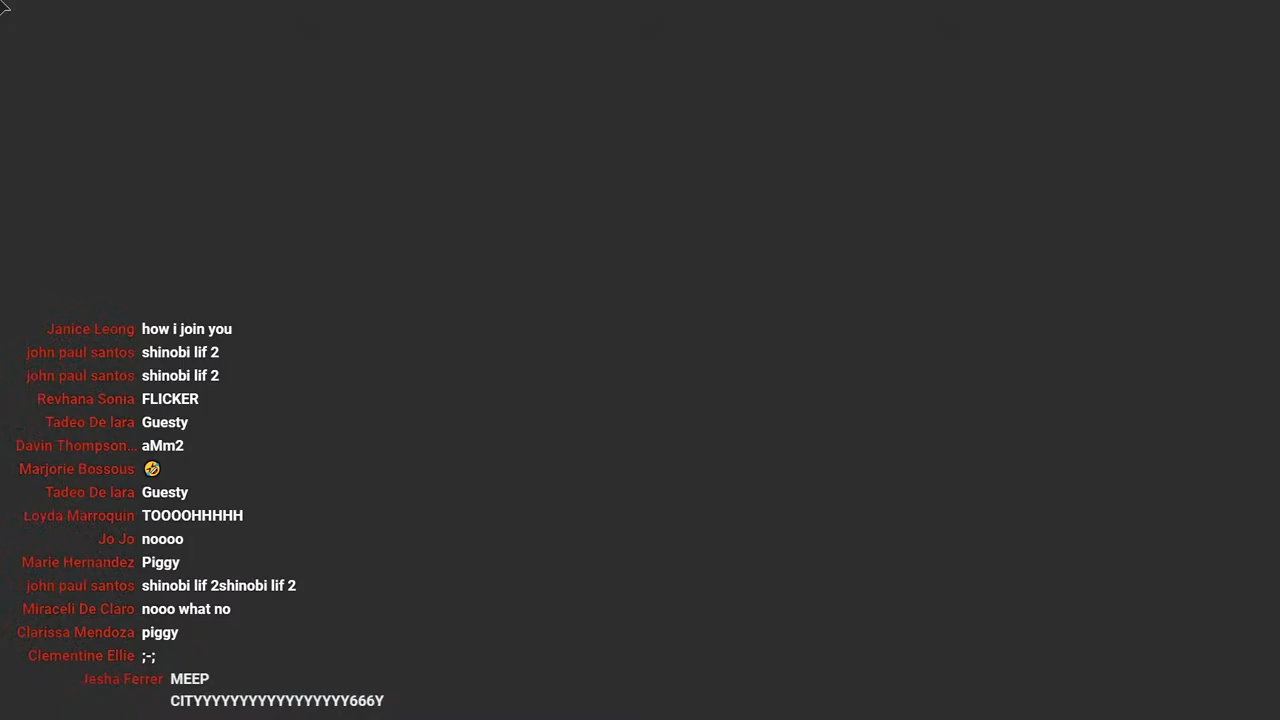 Janice Leong how i join you
john paul santos shinobi lif 2
john paul santos shinobi lif 2
Revhana Sonia FLICKER
Tadeo De lara Guesty
Davin Thompson... aMm2
Marjorie Bossous 🤣
Tadeo De lara Guesty
Loyda Marroquin TOOOOHHHHH
Jo Jo noooo
Marie Hernandez Piggy
john paul santos shinobi lif 2shinobi lif 2
Miraceli De Claro nooo what no
Clarissa Mendoza piggy
Clementine Ellie ;-;
Jesha Ferrer MEEP
CITYYYYYYYYYYYYYYYYY666Y